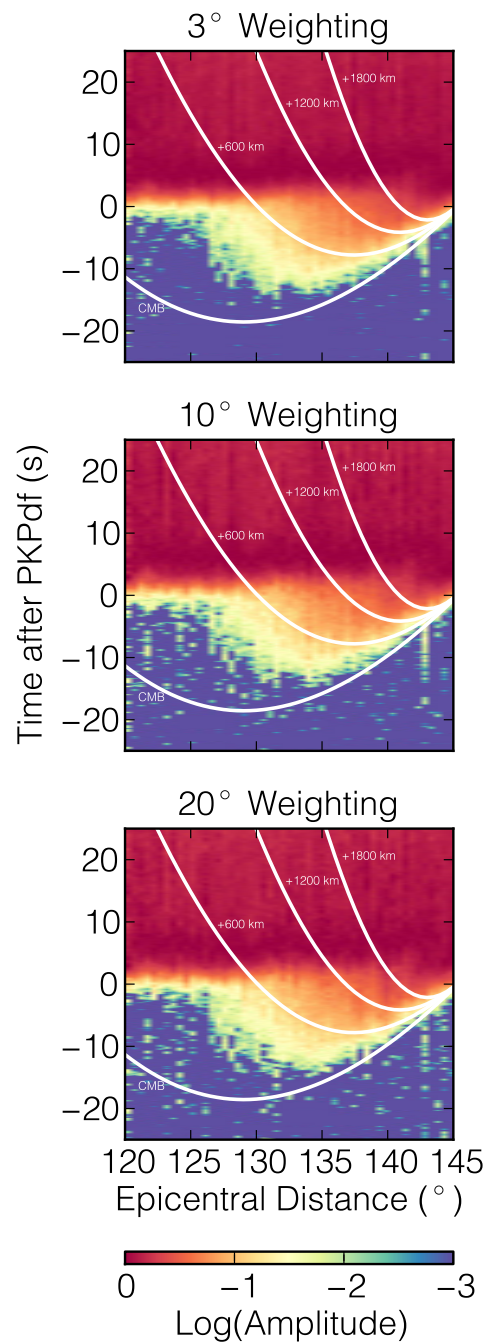 3° Weighting
20
10
0
−10
−20
+600 km
+1200 km
+1800 km
CMB
10° Weighting
Time after PKPdf (s)
20
10
0
−10
−20
+600 km
+1200 km
+1800 km
CMB
20° Weighting
20
10
0
−10
−20
+600 km
+1200 km
+1800 km
CMB
120 125 130 135 140 145
Epicentral Distance (°)
0 −1 −2 −3
Log(Amplitude)